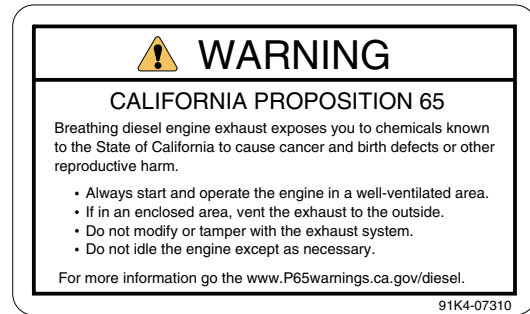 WARNING
CALIFORNIA PROPOSITION 65
Breathing diesel engine exhaust exposes you to chemicals known
to the State of California to cause cancer and birth defects or other
reproductive harm.
• Always start and operate the engine in a well-ventilated area.
• If in an enclosed area, vent the exhaust to the outside.
• Do not modify or tamper with the exhaust system.
• Do not idle the engine except as necessary.
For more information go the www.P65warnings.ca.gov/diesel.
91K4-07310